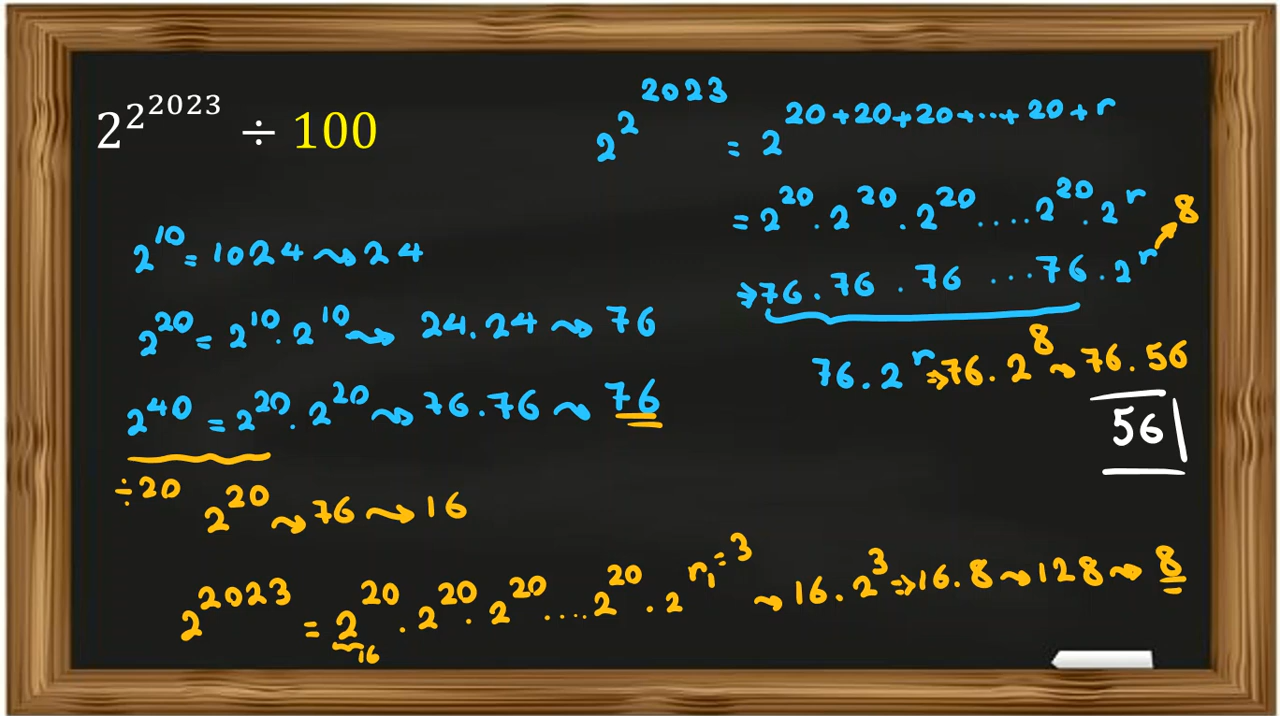 2^2^2023 ÷ 100
2^10 = 1024 ⇝ 24
2^20 = 2^10 . 2^10 ⇝ 24.24 ⇝ 76
2^40 = 2^20 . 2^20 ⇝ 76.76 ⇝ 76
÷20 2^20 ⇝ 76 ⇝ 16
2^2^2023 = 2^20+20+20+...+20+r
= 2^20 . 2^20 . 2^20 .... 2^20 . 2^r
⇒ 76 . 76 . 76 ... 76 . 2^r → 8
76.2^r ⇒ 76.2^8 ⇝ 76.56
56
2^2023 = 2^20 . 2^20 . 2^20 .... 2^20 . 2^r₁=3 ⇝ 16.2^3 ⇒ 16.8 ⇝ 128 ⇝ 8
16